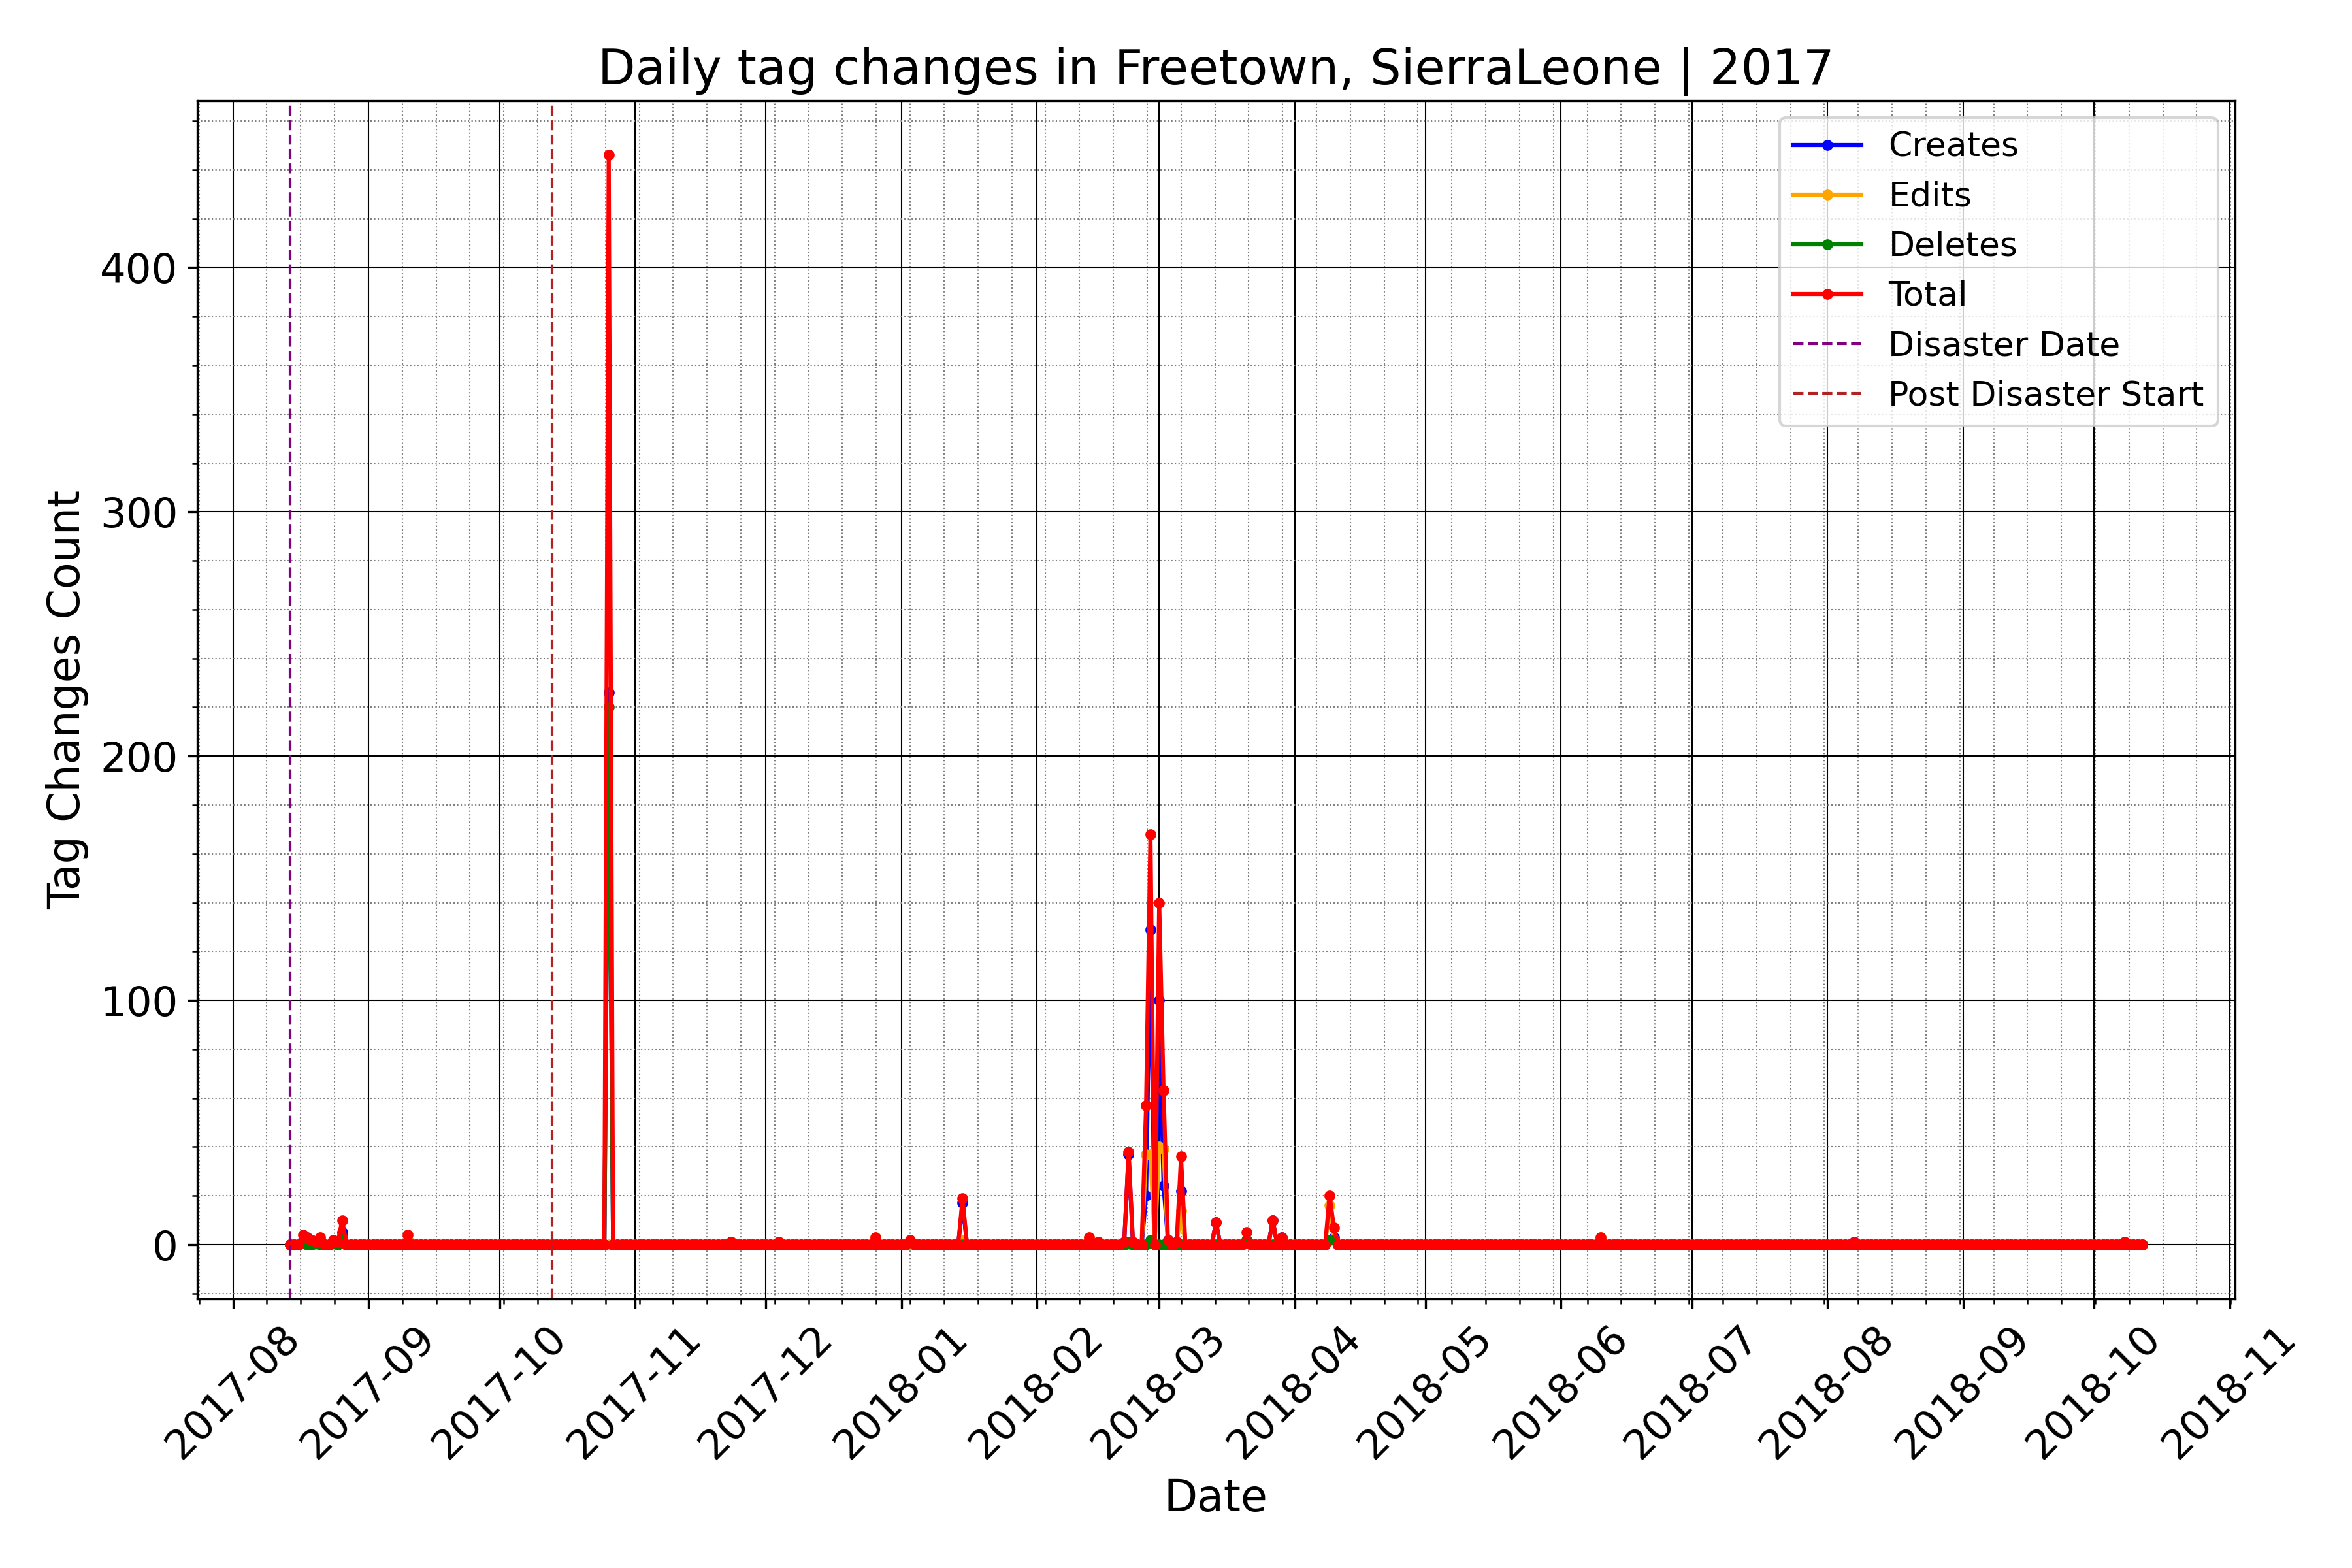 Daily tag changes in Freetown, SierraLeone | 2017
Creates
Edits
Deletes
Total
Disaster Date
Post Disaster Start
Tag Changes Count
400
300
200
100
0
2017-08
2017-09
2017-10
2017-11
2017-12
2018-01
2018-02
2018-03
2018-04
2018-05
2018-06
2018-07
2018-08
2018-09
2018-10
2018-11
Date